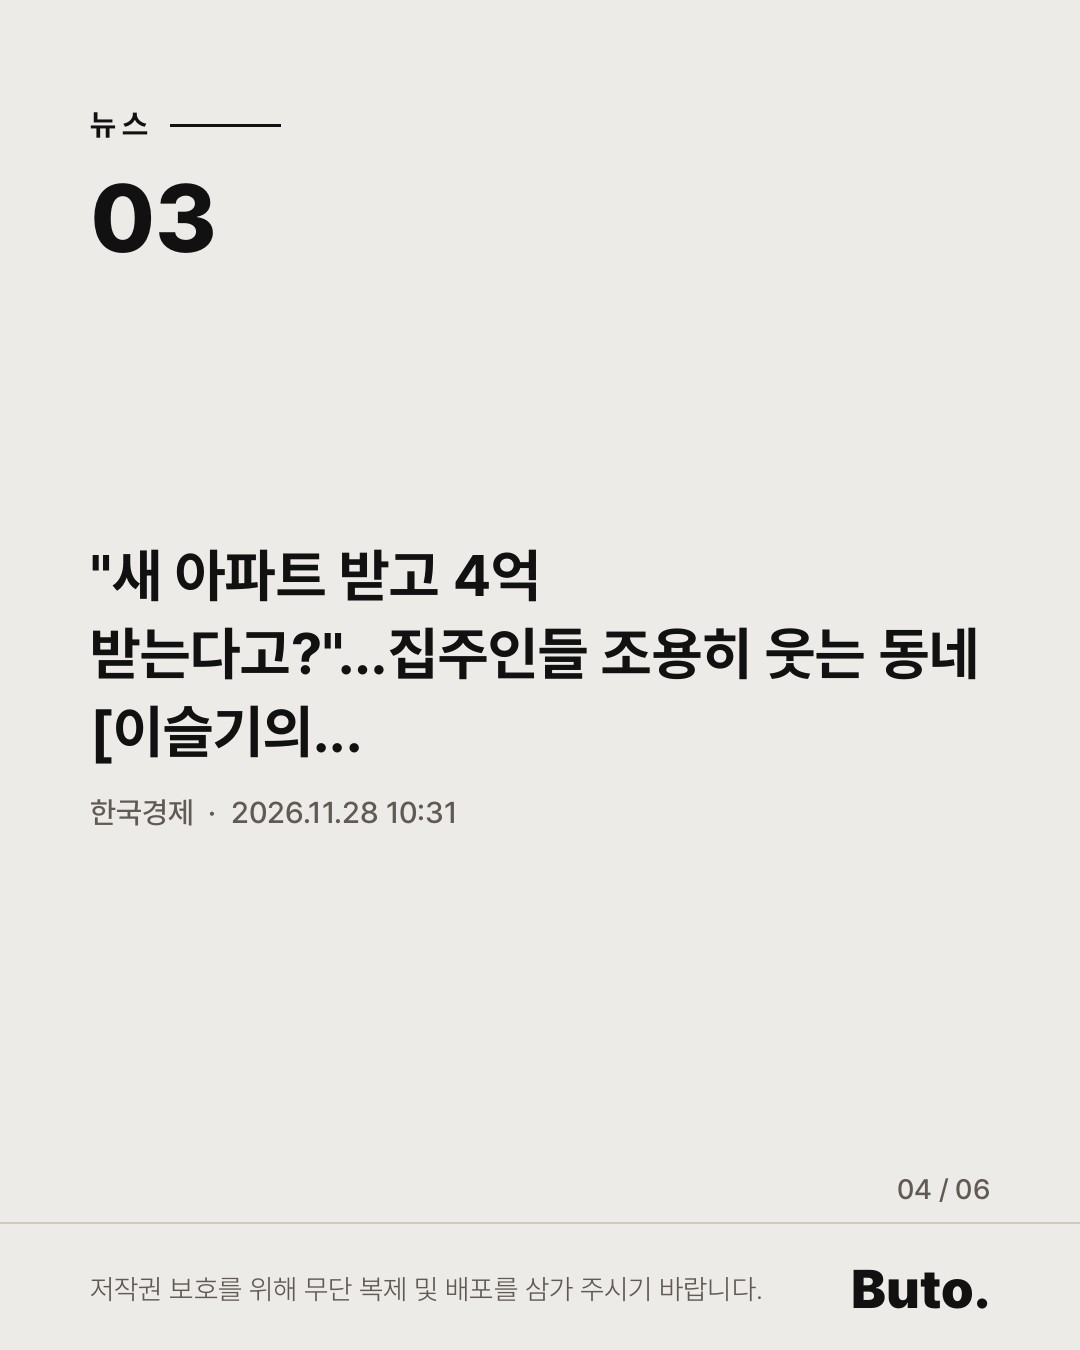 뉴스
03
"새 아파트 받고 4억
받는다고?"...집주인들 조용히 웃는 동네
[이슬기의...
한국경제 · 2026.11.28 10:31
04 / 06
저작권 보호를 위해 무단 복제 및 배포를 삼가 주시기 바랍니다.
Buto.